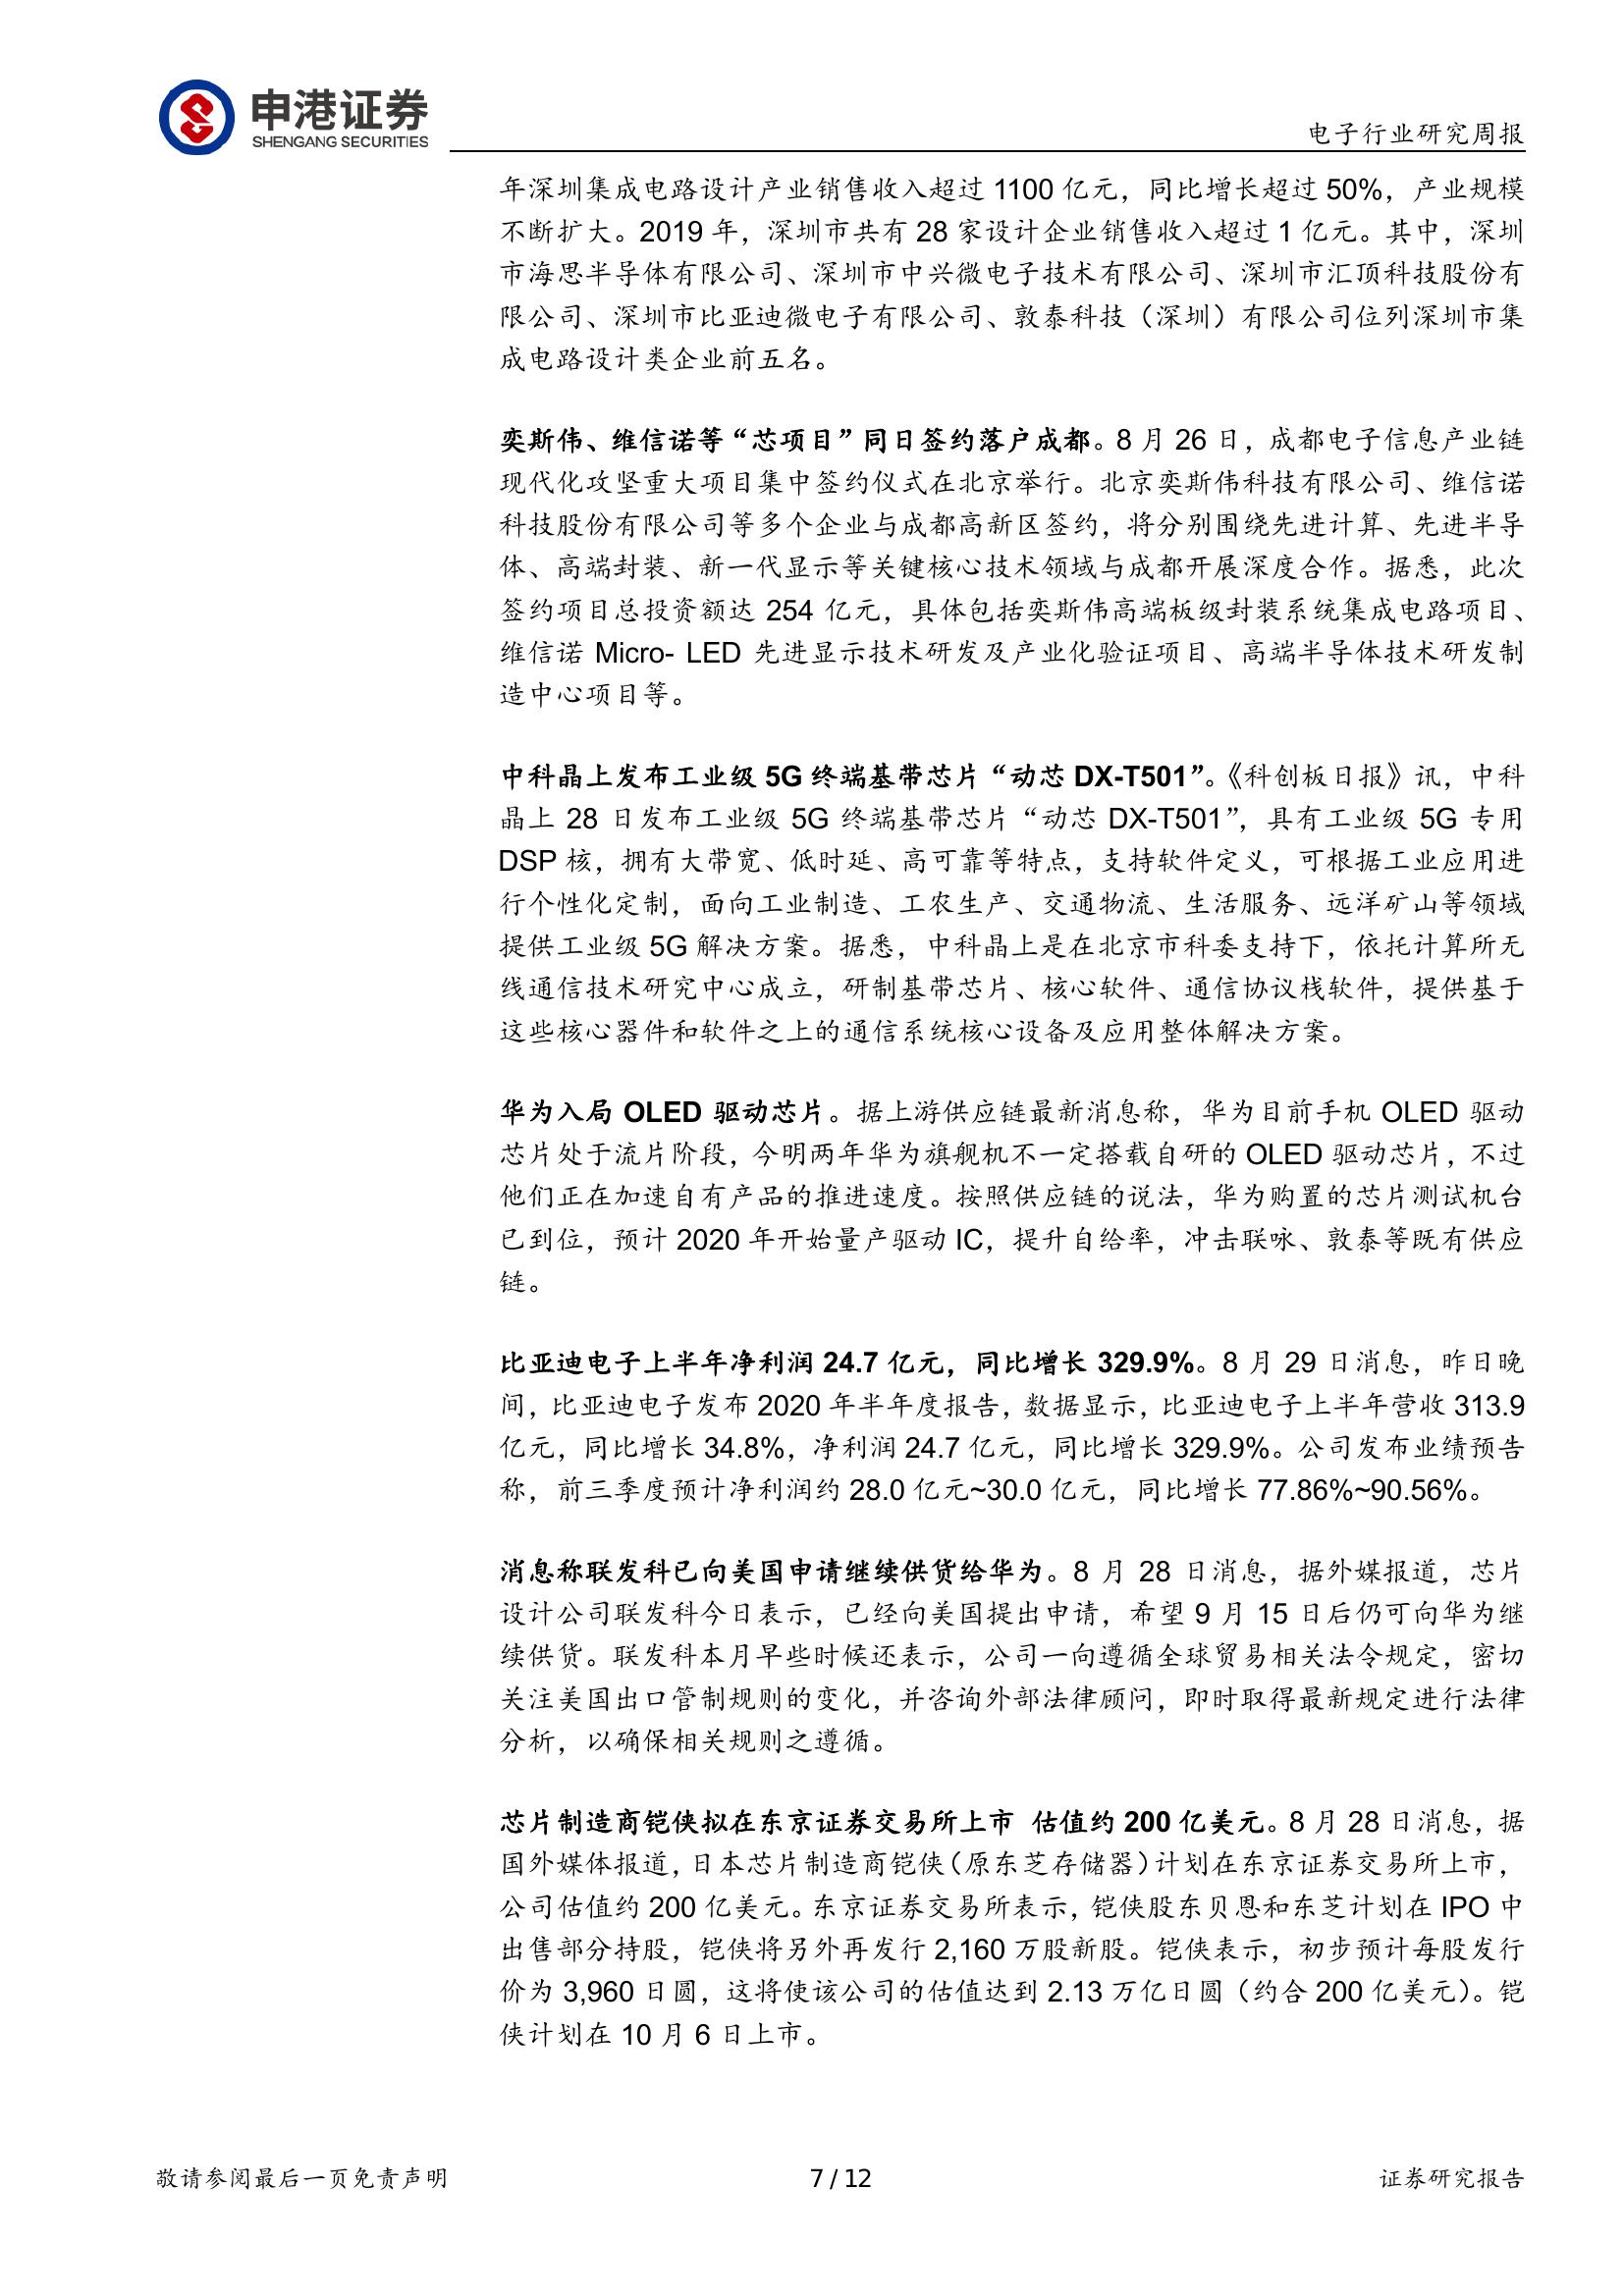 申港证券
SHENGANG SECURITIES
电子行业研究周报
年深圳集成电路设计产业销售收入超过 1100 亿元，同比增长超过 50%，产业规模
不断扩大。2019 年，深圳市共有 28 家设计企业销售收入超过 1 亿元。其中，深圳
市海思半导体有限公司、深圳市中兴微电子技术有限公司、深圳市汇顶科技股份有
限公司、深圳市比亚迪微电子有限公司、敦泰科技（深圳）有限公司位列深圳市集
成电路设计类企业前五名。
奕斯伟、维信诺等“芯项目”同日签约落户成都。8 月 26 日，成都电子信息产业链
现代化攻坚重大项目集中签约仪式在北京举行。北京奕斯伟科技有限公司、维信诺
科技股份有限公司等多个企业与成都高新区签约，将分别围绕先进计算、先进半导
体、高端封装、新一代显示等关键核心技术领域与成都开展深度合作。据悉，此次
签约项目总投资额达 254 亿元，具体包括奕斯伟高端板级封装系统集成电路项目、
维信诺 Micro- LED 先进显示技术研发及产业化验证项目、高端半导体技术研发制
造中心项目等。
中科晶上发布工业级 5G 终端基带芯片“动芯 DX-T501”。《科创板日报》讯，中科
晶上 28 日发布工业级 5G 终端基带芯片“动芯 DX-T501”，具有工业级 5G 专用
DSP 核，拥有大带宽、低时延、高可靠等特点，支持软件定义，可根据工业应用进
行个性化定制，面向工业制造、工农生产、交通物流、生活服务、远洋矿山等领域
提供工业级 5G 解决方案。据悉，中科晶上是在北京市科委支持下，依托计算所无
线通信技术研究中心成立，研制基带芯片、核心软件、通信协议栈软件，提供基于
这些核心器件和软件之上的通信系统核心设备及应用整体解决方案。
华为入局 OLED 驱动芯片。据上游供应链最新消息称，华为目前手机 OLED 驱动
芯片处于流片阶段，今明两年华为旗舰机不一定搭载自研的 OLED 驱动芯片，不过
他们正在加速自有产品的推进速度。按照供应链的说法，华为购置的芯片测试机台
已到位，预计 2020 年开始量产驱动 IC，提升自给率，冲击联咏、敦泰等既有供应
链。
比亚迪电子上半年净利润 24.7 亿元，同比增长 329.9%。8 月 29 日消息，昨日晚
间，比亚迪电子发布 2020 年半年度报告，数据显示，比亚迪电子上半年营收 313.9
亿元，同比增长 34.8%，净利润 24.7 亿元，同比增长 329.9%。公司发布业绩预告
称，前三季度预计净利润约 28.0 亿元~30.0 亿元，同比增长 77.86%~90.56%。
消息称联发科已向美国申请继续供货给华为。8 月 28 日消息，据外媒报道，芯片
设计公司联发科今日表示，已经向美国提出申请，希望 9 月 15 日后仍可向华为继
续供货。联发科本月早些时候还表示，公司一向遵循全球贸易相关法令规定，密切
关注美国出口管制规则的变化，并咨询外部法律顾问，即时取得最新规定进行法律
分析，以确保相关规则之遵循。
芯片制造商铠侠拟在东京证券交易所上市 估值约 200 亿美元。8 月 28 日消息，据
国外媒体报道，日本芯片制造商铠侠（原东芝存储器）计划在东京证券交易所上市，
公司估值约 200 亿美元。东京证券交易所表示，铠侠股东贝恩和东芝计划在 IPO 中
出售部分持股，铠侠将另外再发行 2,160 万股新股。铠侠表示，初步预计每股发行
价为 3,960 日圆，这将使该公司的估值达到 2.13 万亿日圆（约合 200 亿美元）。铠
侠计划在 10 月 6 日上市。
敬请参阅最后一页免责声明
7 / 12
证券研究报告